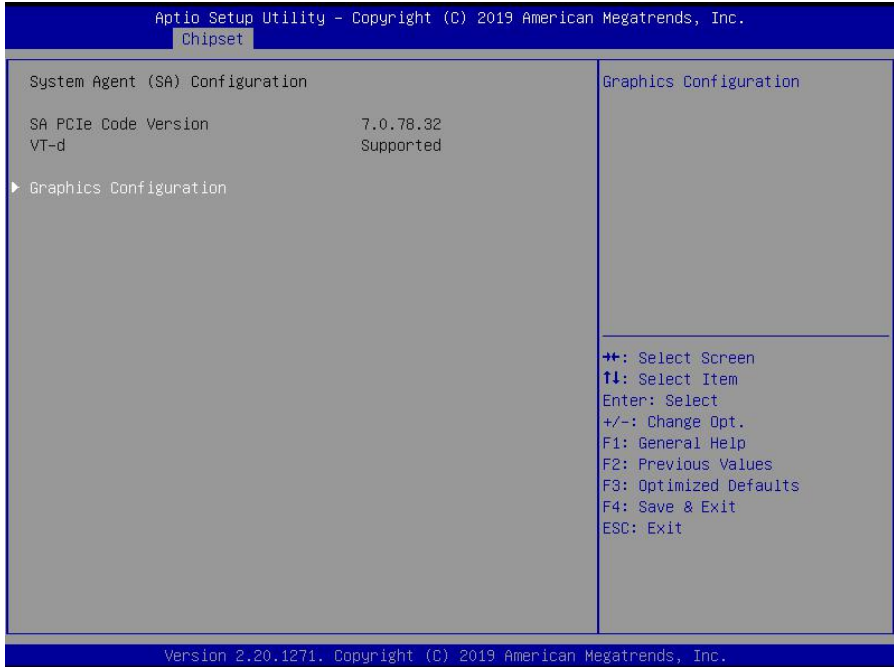 Aptio Setup Utility – Copyright (C) 2019 American Megatrends, Inc.
Chipset
System Agent (SA) Configuration
SA PCIe Code Version 7.0.78.32
VT-d Supported
Graphics Configuration
Graphics Configuration
→←: Select Screen
↑↓: Select Item
Enter: Select
+/-: Change Opt.
F1: General Help
F2: Previous Values
F3: Optimized Defaults
F4: Save & Exit
ESC: Exit
Version 2.20.1271. Copyright (C) 2019 American Megatrends, Inc.